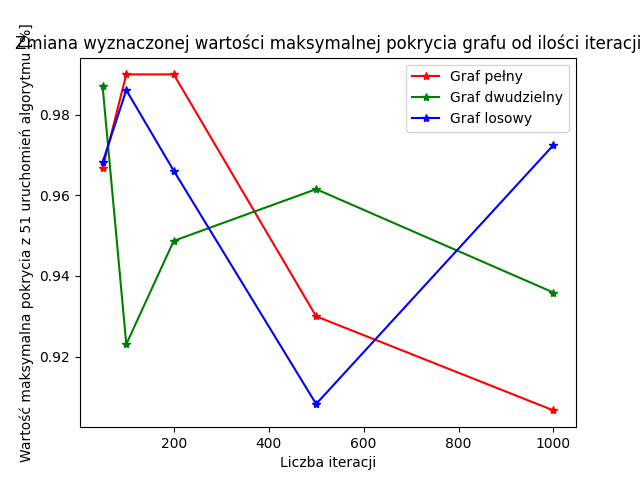 Zmiana wyznaczonej wartości maksymalnej pokrycia grafu od ilości iteracji
Wartość maksymalna pokrycia z 51 uruchomień algorytmu [%]
Graf pełny
Graf dwudzielny
Graf losowy
0.98
0.96
0.94
0.92
200
400
600
800
1000
Liczba iteracji